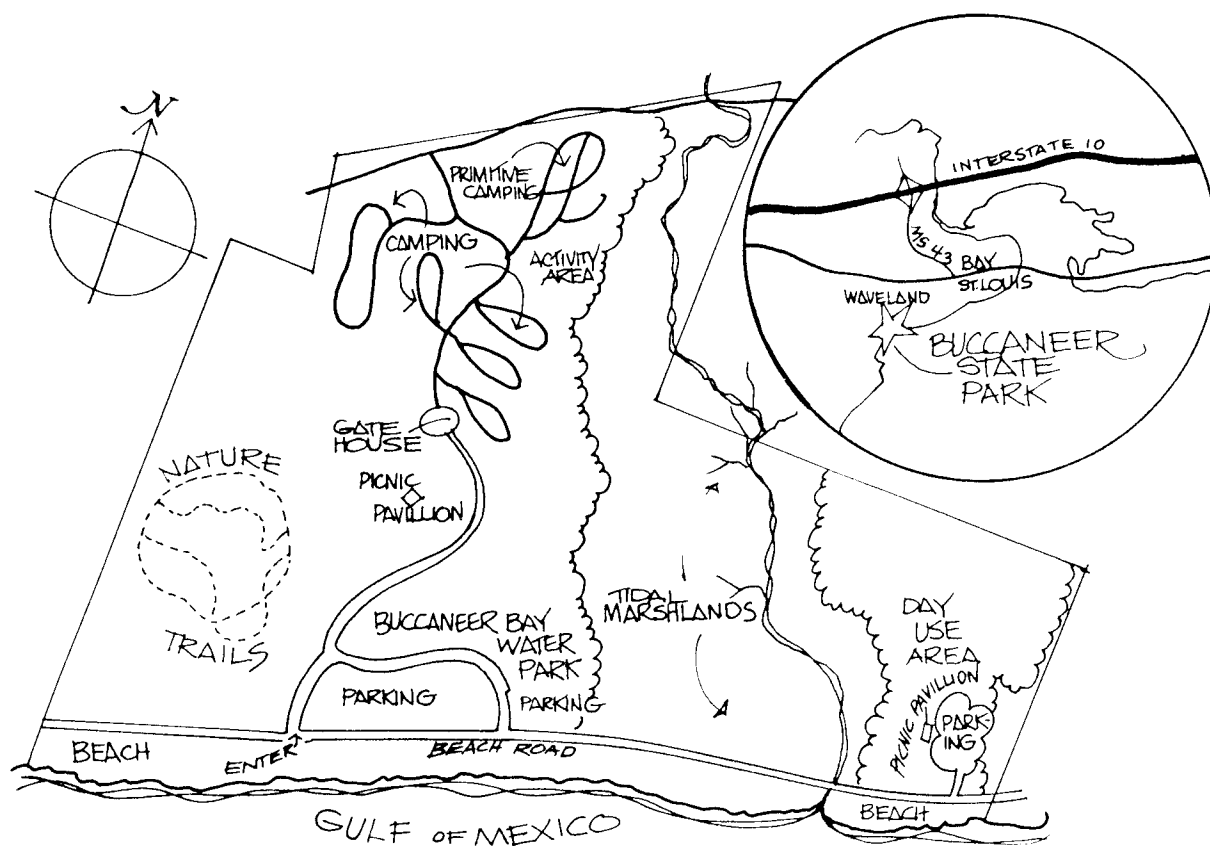 N
PRIMITIVE
CAMPING
CAMPING
ACTIVITY
AREA
GATE
HOUSE
PICNIC
PAVILLION
NATURE
TRAILS
BUCCANEER BAY
WATER
PARK
PARKING
PARKING
TIDAL
MARSHLANDS
DAY
USE
AREA
PICNIC PAVILLION
PARK-
ING
BEACH
ENTER
BEACH ROAD
BEACH
GULF OF MEXICO
INTERSTATE 10
MS 43
BAY
ST. LOUIS
WAVELAND
BUCCANEER
STATE
PARK